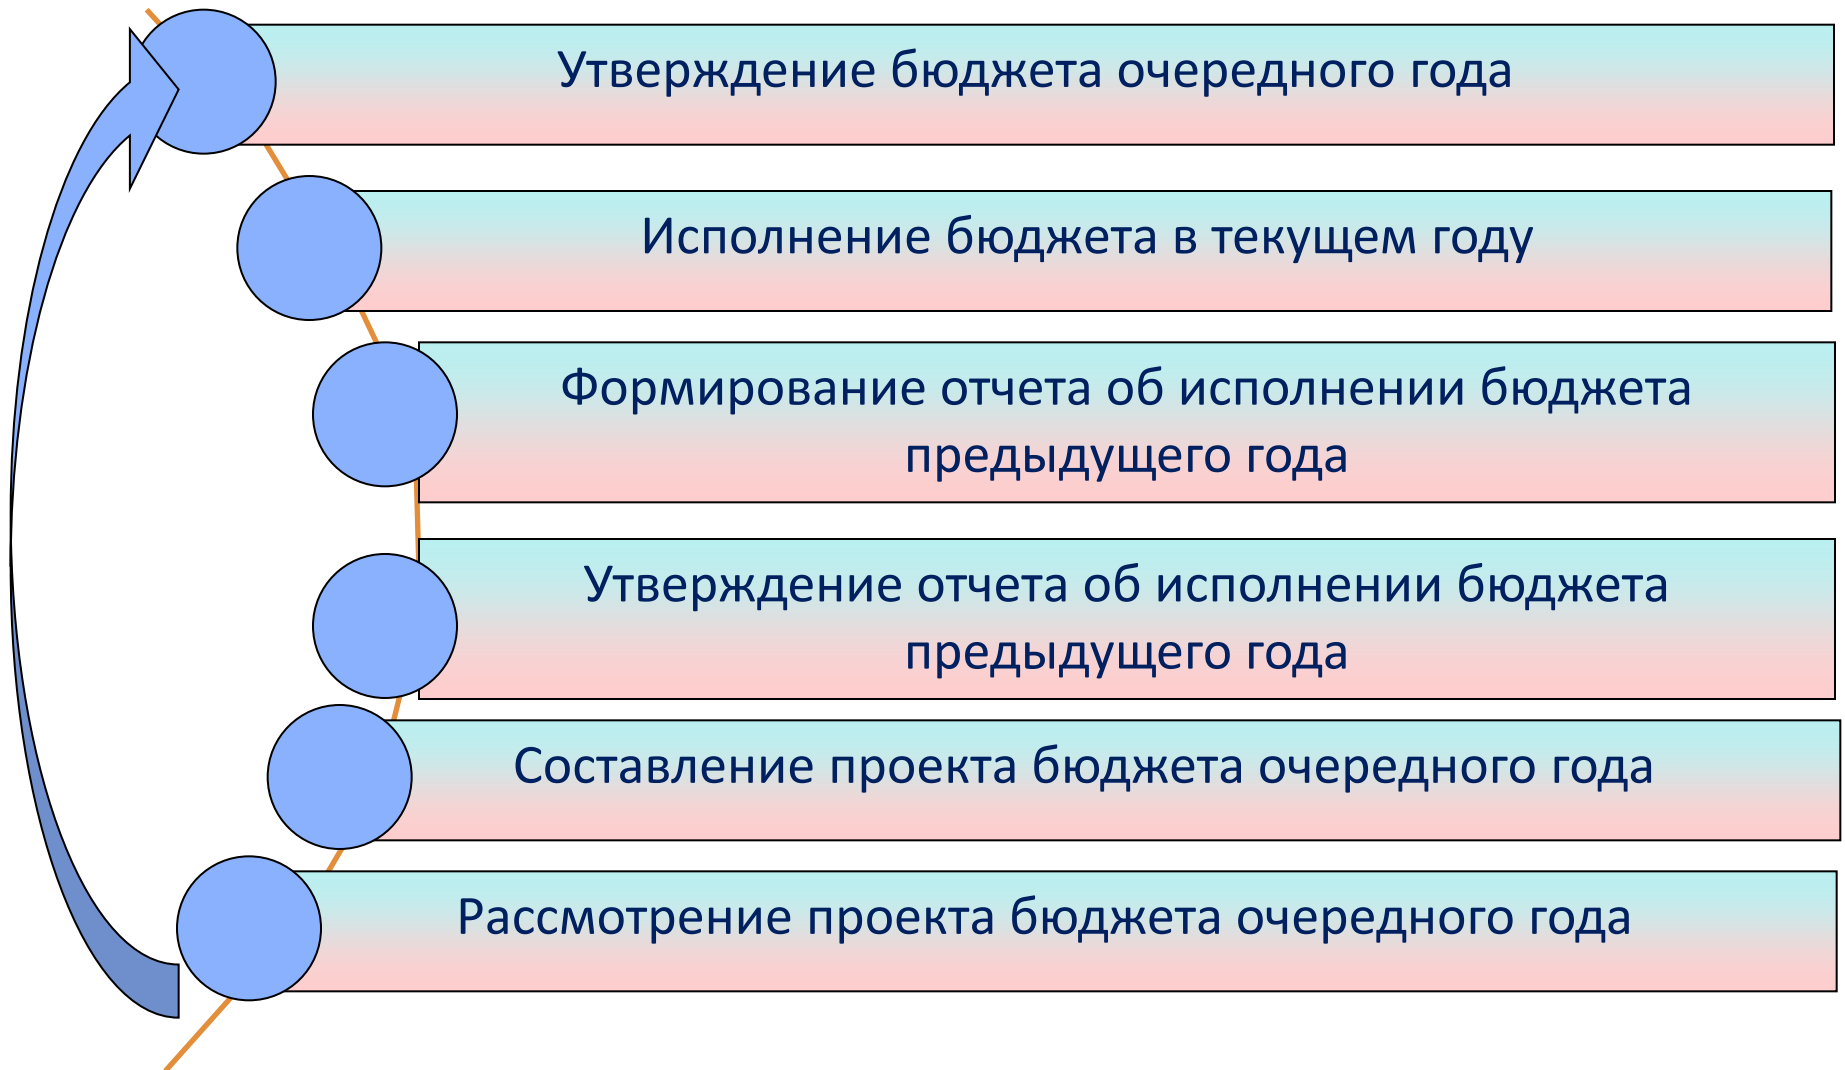 Утверждение бюджета очередного года
Исполнение бюджета в текущем году
Формирование отчета об исполнении бюджета
предыдущего года
Утверждение отчета об исполнении бюджета
предыдущего года
Составление проекта бюджета очередного года
Рассмотрение проекта бюджета очередного года